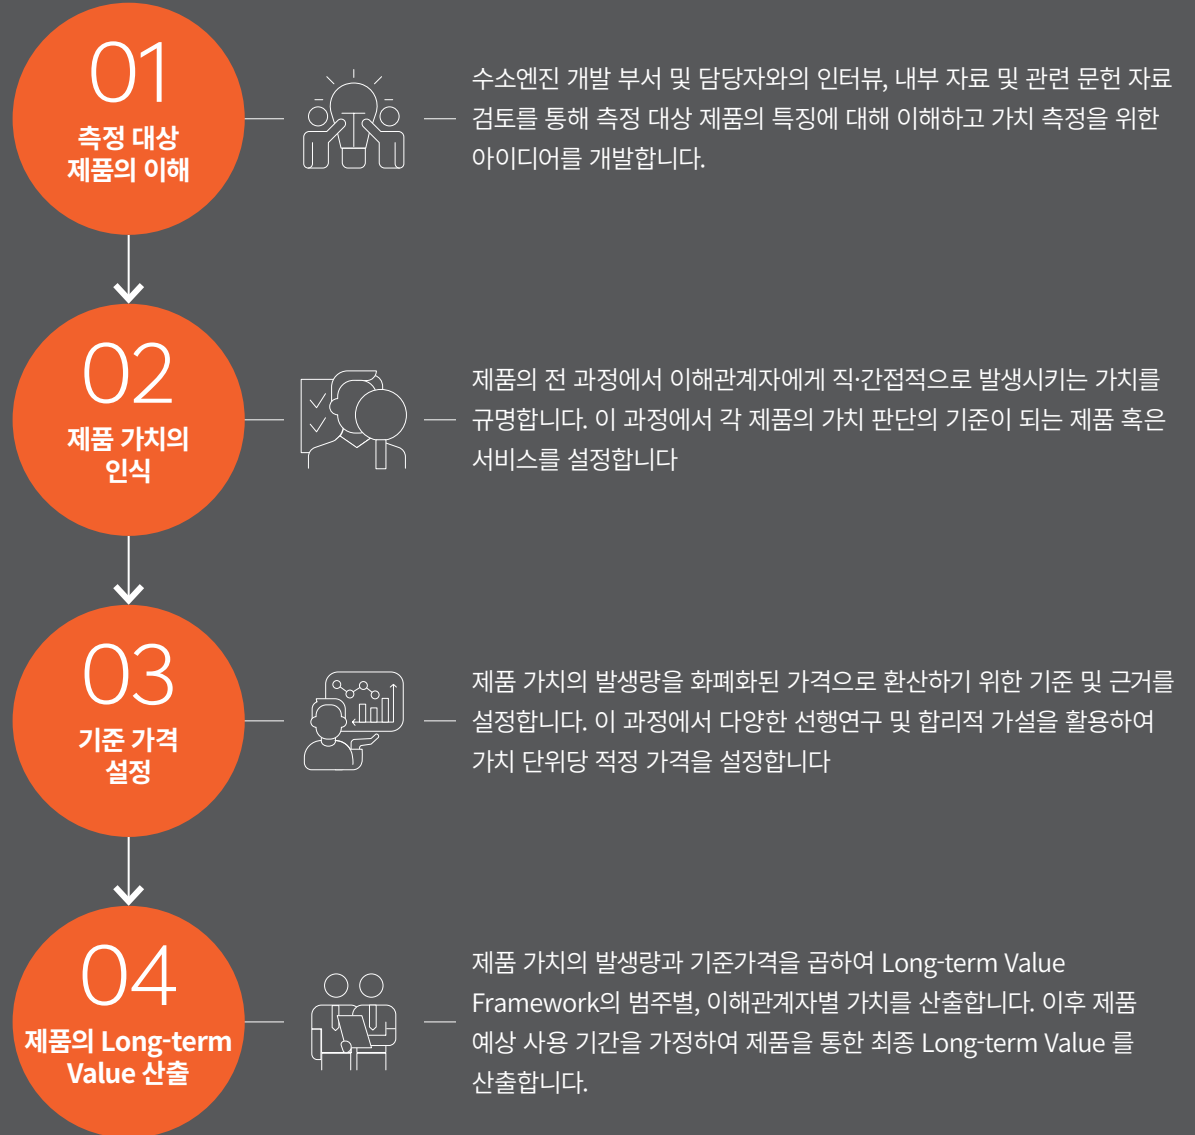 01
측정 대상
제품의 이해
수소엔진 개발 부서 및 담당자와의 인터뷰, 내부 자료 및 관련 문헌 자료
검토를 통해 측정 대상 제품의 특징에 대해 이해하고 가치 측정을 위한
아이디어를 개발합니다.
02
제품 가치의
인식
제품의 전 과정에서 이해관계자에게 직·간접적으로 발생시키는 가치를
규명합니다. 이 과정에서 각 제품의 가치 판단의 기준이 되는 제품 혹은
서비스를 설정합니다
03
기준 가격
설정
제품 가치의 발생량을 화폐화된 가격으로 환산하기 위한 기준 및 근거를
설정합니다. 이 과정에서 다양한 선행연구 및 합리적 가설을 활용하여
가치 단위당 적정 가격을 설정합니다
04
제품의 Long-term
Value 산출
제품 가치의 발생량과 기준가격을 곱하여 Long-term Value
Framework의 범주별, 이해관계자별 가치를 산출합니다. 이후 제품
예상 사용 기간을 가정하여 제품을 통한 최종 Long-term Value 를
산출합니다.